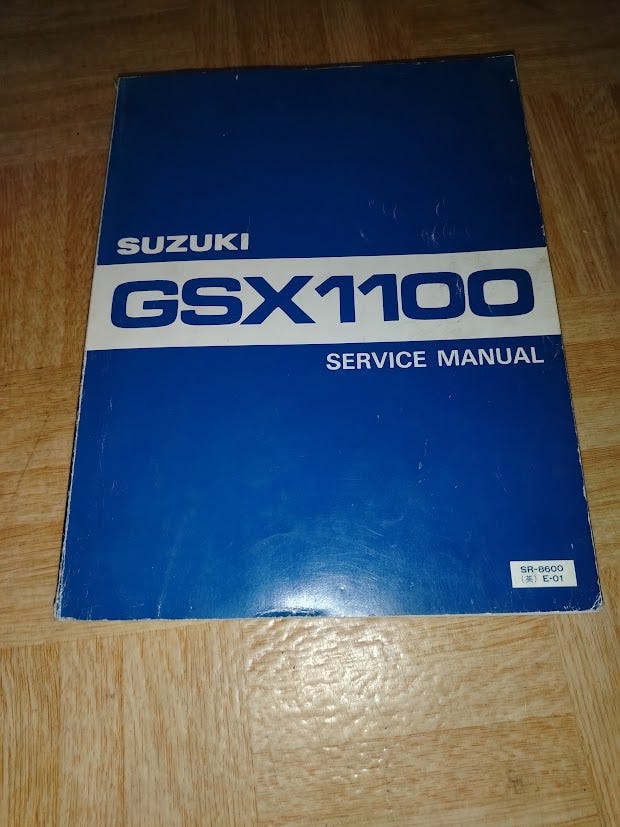 SUZUKI
GSX1100
SERVICE MANUAL
SR-8600
(英) E-01